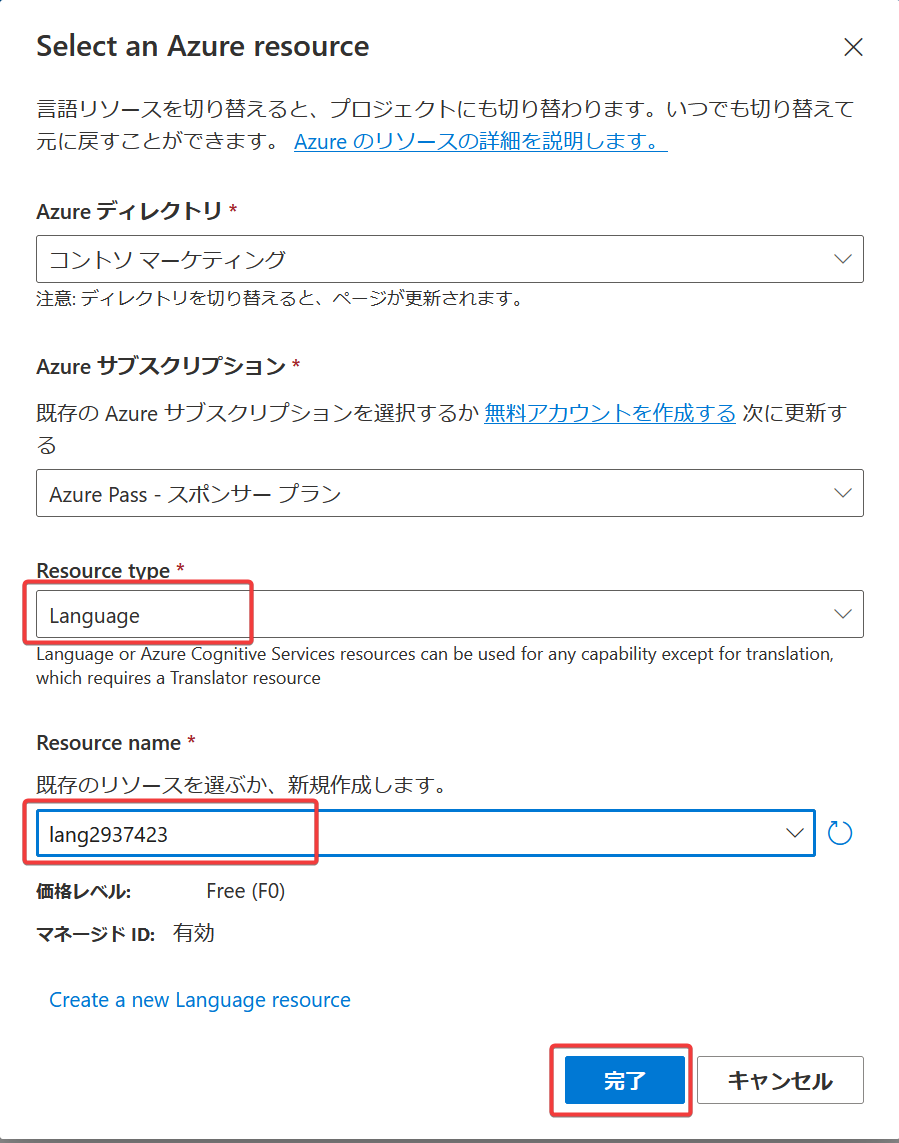 Select an Azure resource
言語リソースを切り替えると、プロジェクトにも切り替わります。いつでも切り替えて
元に戻すことができます。 Azure のリソースの詳細を説明します。
Azure ディレクトリ *
コントソ マーケティング
注意: ディレクトリを切り替えると、ページが更新されます。
Azure サブスクリプション *
既存の Azure サブスクリプションを選択するか 無料アカウントを作成する 次に更新す
る
Azure Pass - スポンサー プラン
Resource type *
Language
Language or Azure Cognitive Services resources can be used for any capability except for translation,
which requires a Translator resource
Resource name *
既存のリソースを選ぶか、新規作成します。
lang2937423
価格レベル: Free (F0)
マネージド ID: 有効
Create a new Language resource
完了 キャンセル